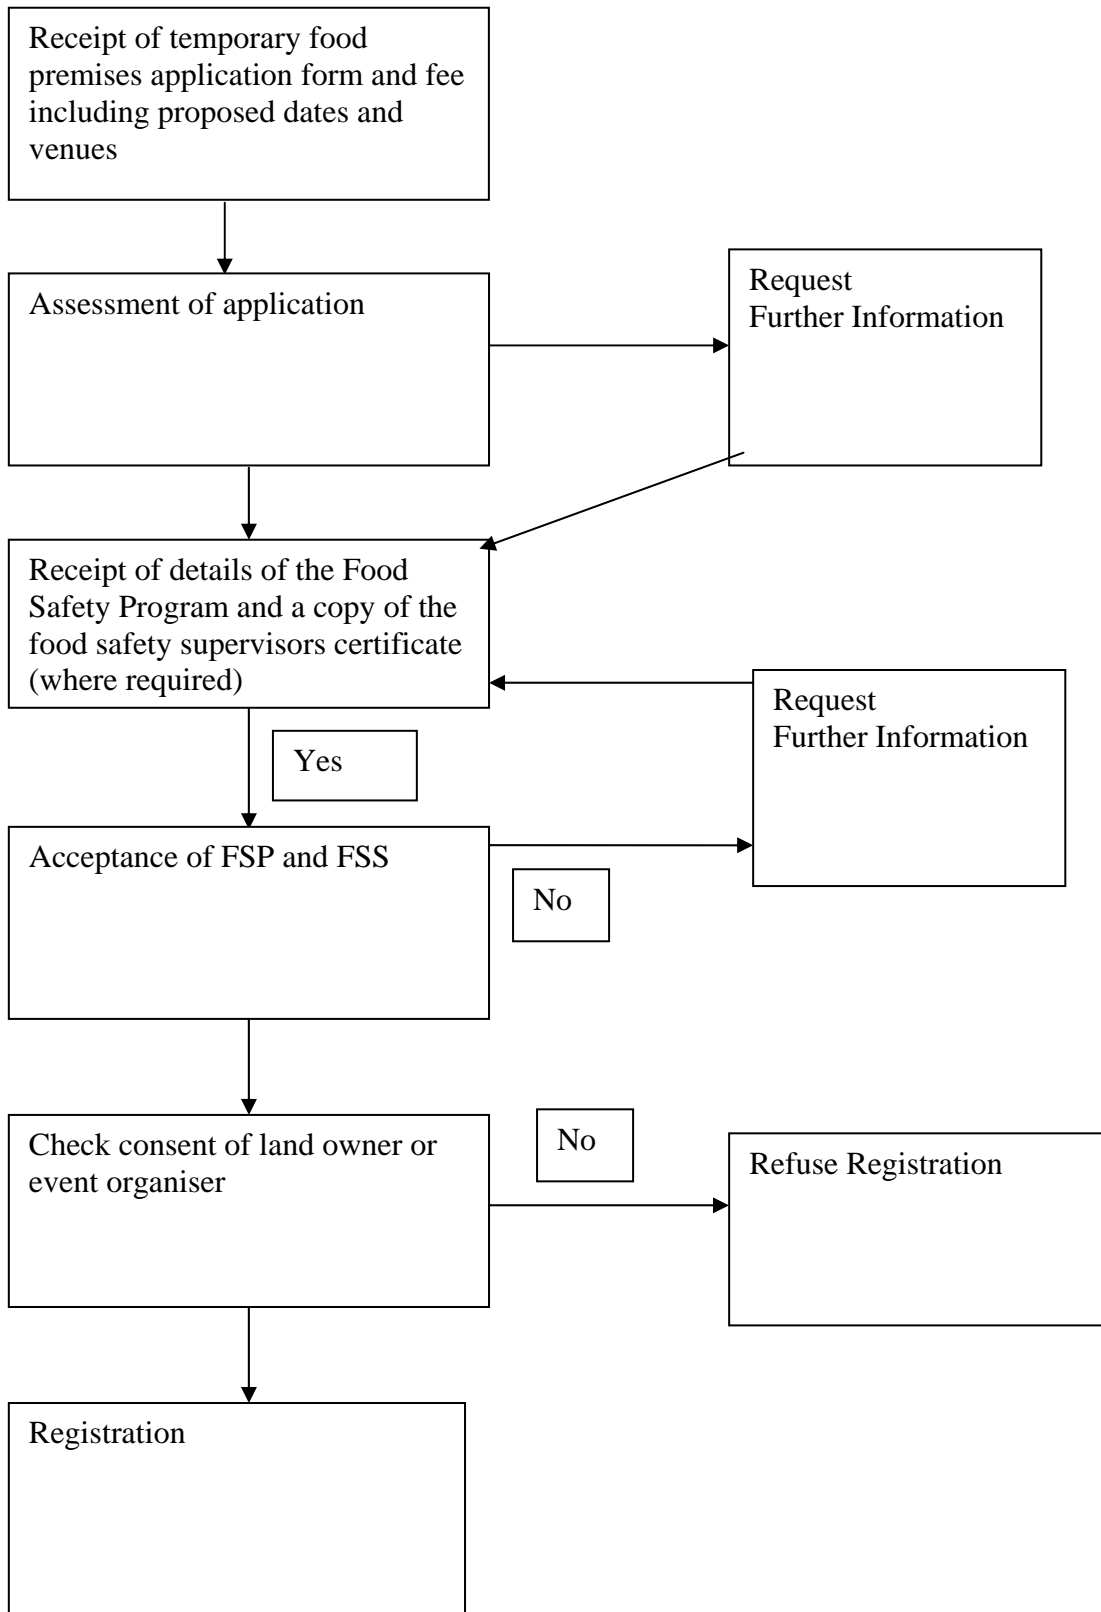 Receipt of temporary food
premises application form and fee
including proposed dates and
venues
Assessment of application
Request
Further Information
Receipt of details of the Food
Safety Program and a copy of the
food safety supervisors certificate
(where required)
Request
Further Information
Yes
Acceptance of FSP and FSS
No
Check consent of land owner or
event organiser
No
Refuse Registration
Registration